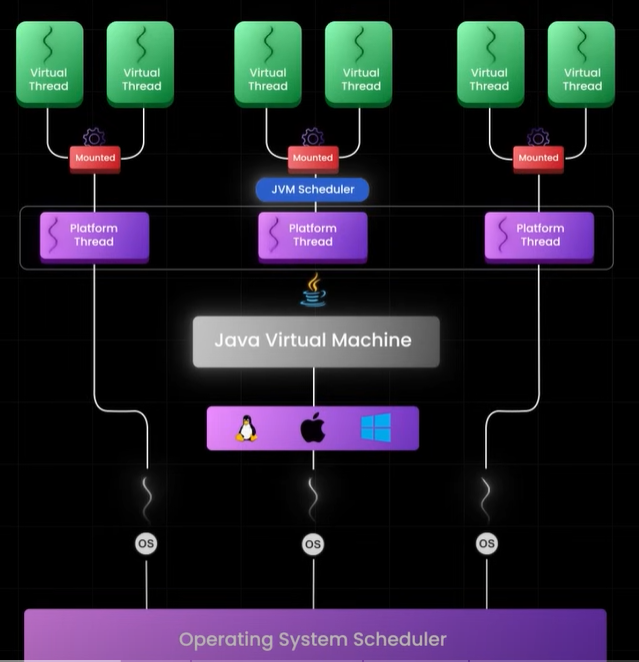 Virtual
Thread
Virtual
Thread
Virtual
Thread
Virtual
Thread
Virtual
Thread
Virtual
Thread
Mounted
Mounted
Mounted
JVM Scheduler
Platform
Thread
Platform
Thread
Platform
Thread
Java Virtual Machine
OS
OS
OS
Operating System Scheduler